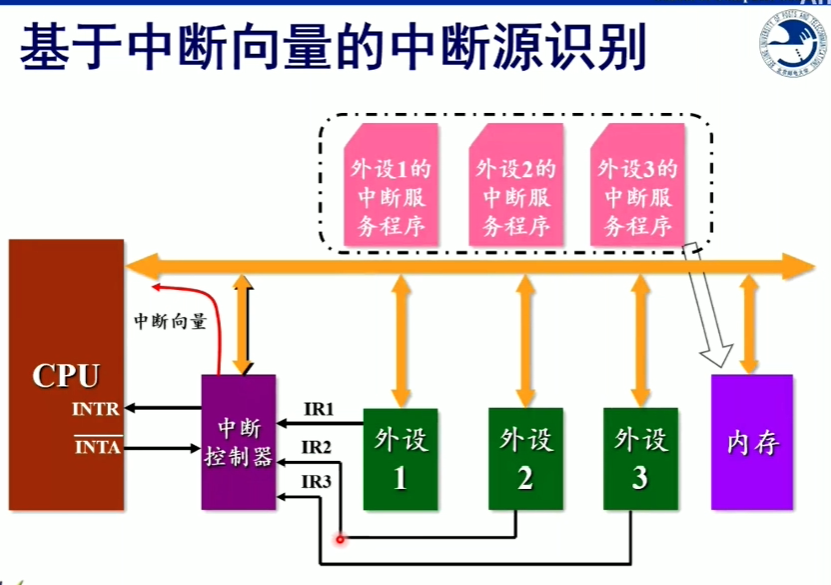 基于中断向量的中断源识别
外设1的
中断服
务程序
外设2的
中断服
务程序
外设3的
中断服
务程序
中断向量
CPU
INTR
INTA
中断
控制器
IR1
IR2
IR3
外设
1
外设
2
外设
3
内存